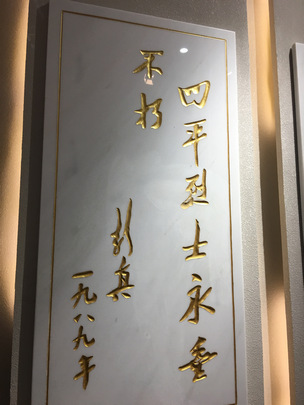 四平烈士永垂
不朽
彭真
一九八九年